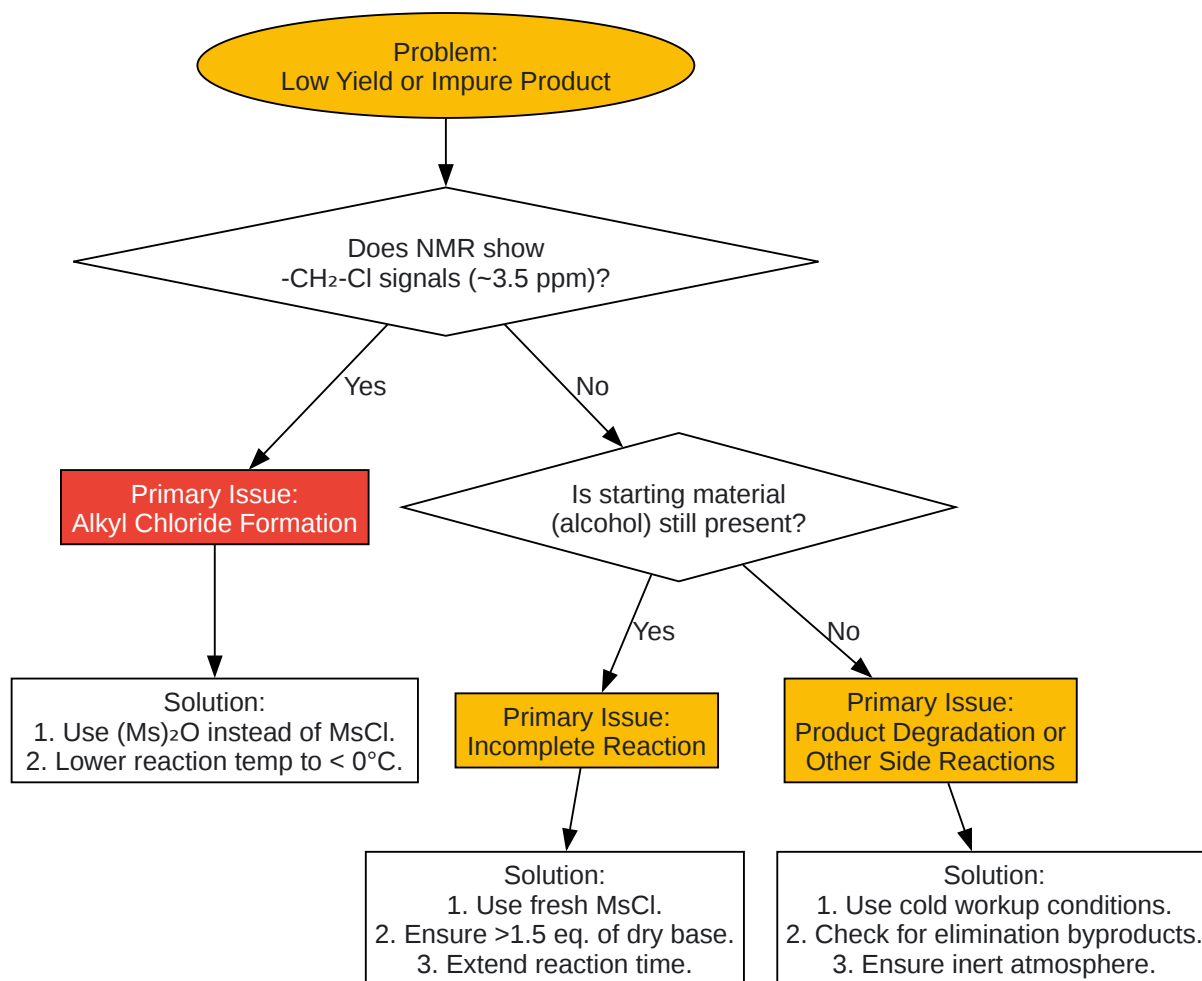 Problem:
Low Yield or Impure Product
Does NMR show
-CH₂-Cl signals (~3.5 ppm)?
Yes
No
Primary Issue:
Alkyl Chloride Formation
Is starting material
(alcohol) still present?
Yes
No
Solution:
1. Use (Ms)₂O instead of MsCl.
2. Lower reaction temp to < 0°C.
Primary Issue:
Incomplete Reaction
Primary Issue:
Product Degradation or
Other Side Reactions
Solution:
1. Use fresh MsCl.
2. Ensure >1.5 eq. of dry base.
3. Extend reaction time.
Solution:
1. Use cold workup conditions.
2. Check for elimination byproducts.
3. Ensure inert atmosphere.